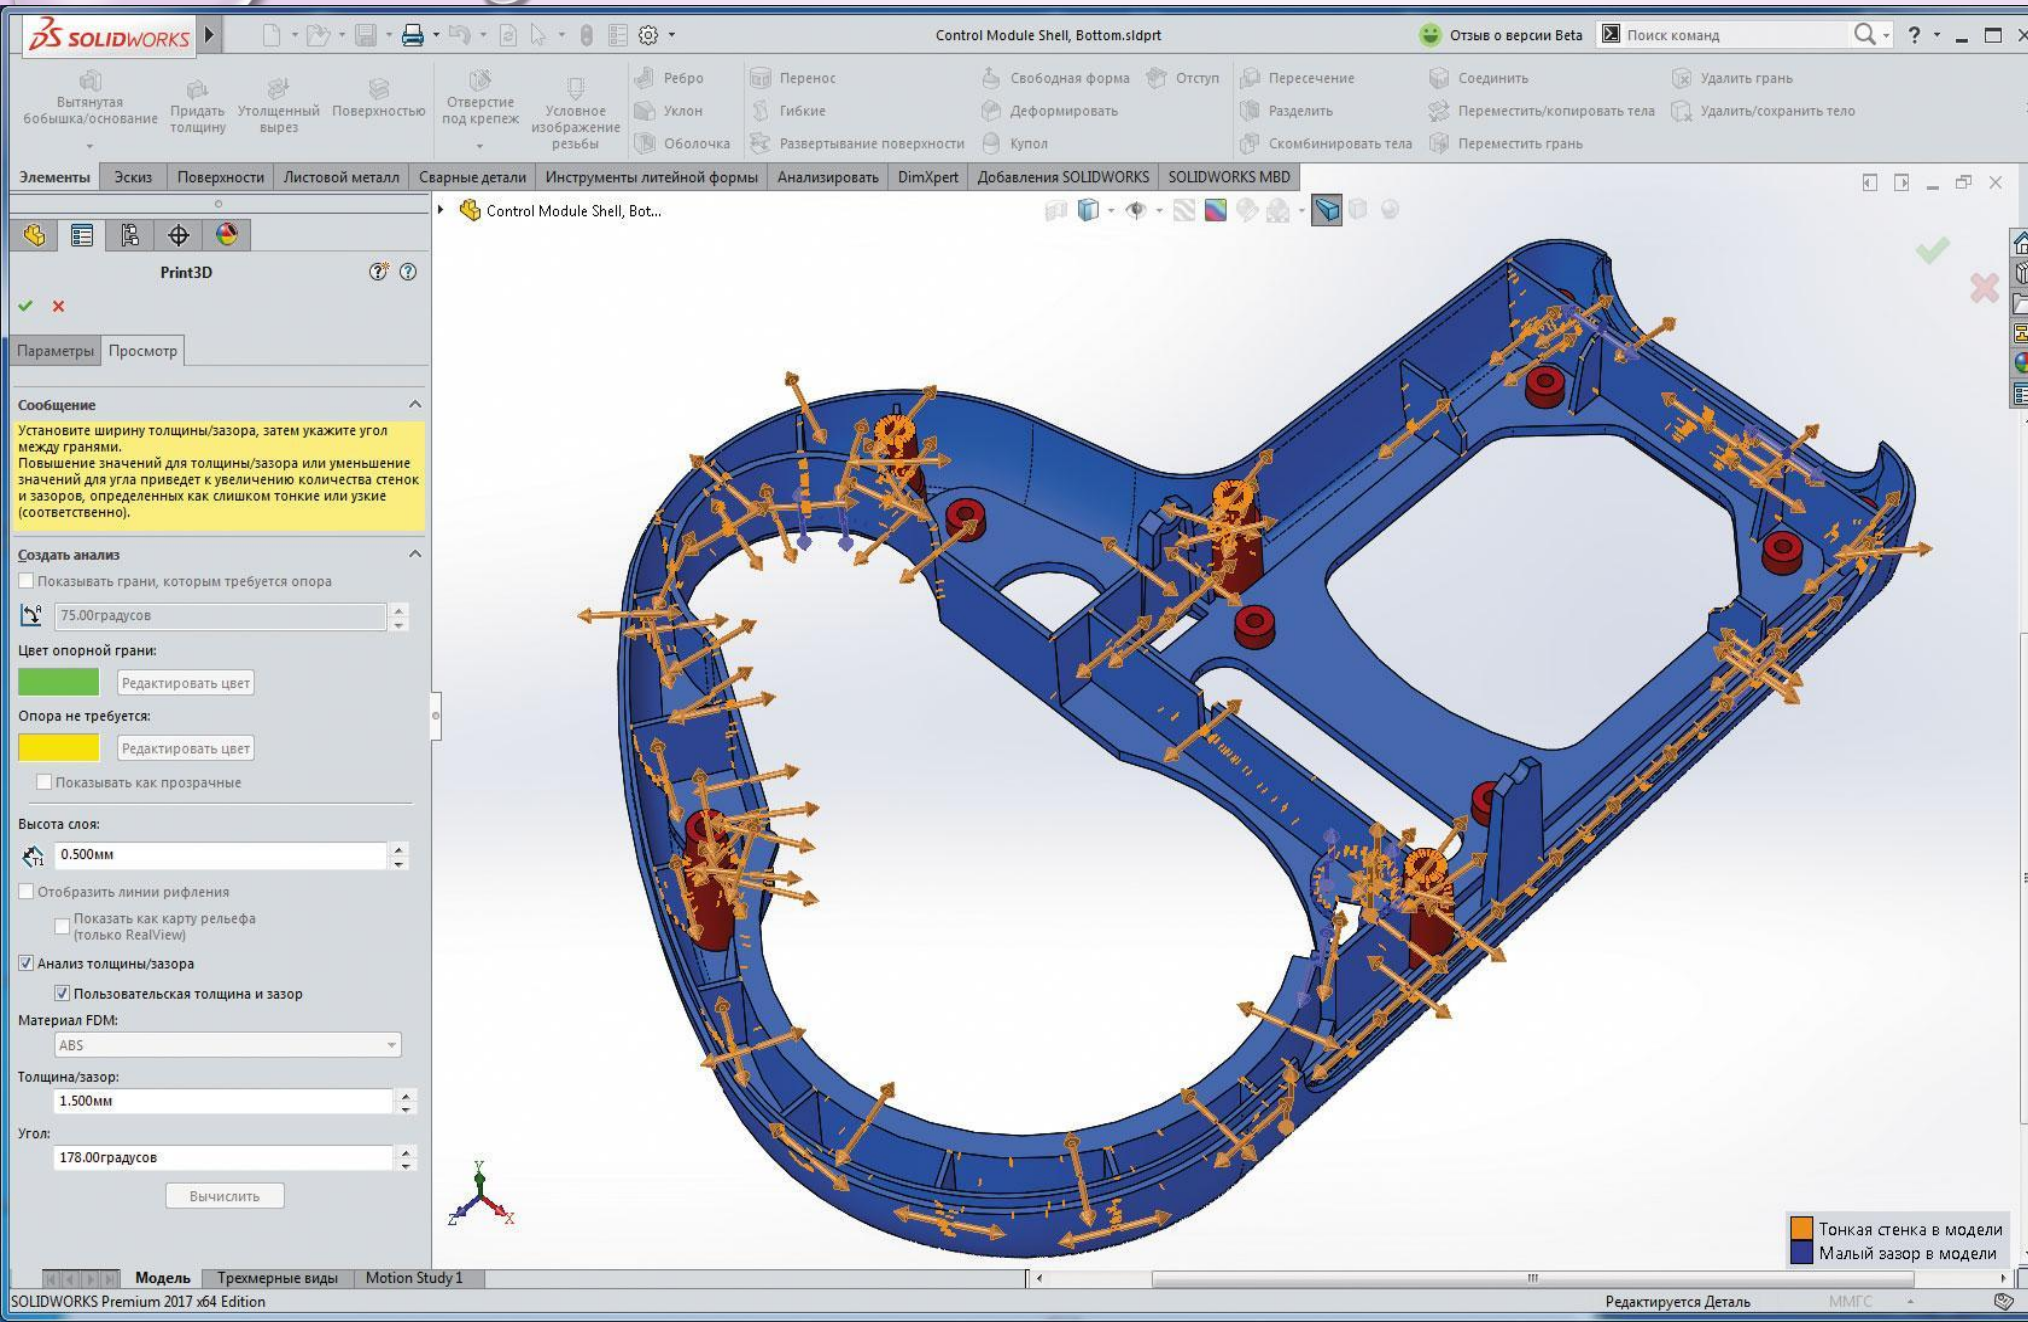 SOLIDWORKS
Control Module Shell, Bottom.sldprt
Отзыв о версии Beta
Поиск команд
Вытянутая
бобышка/основание
Придать
толщину
Утолщенный
вырез
Поверхностью
Отверстие
под крепеж
Условное
изображение
резьбы
Ребро
Уклон
Оболочка
Перенос
Гибкие
Развертывание поверхности
Свободная форма
Деформировать
Купол
Отступ
Пересечение
Разделить
Скомбинировать тела
Соединить
Переместить/копировать тела
Переместить грань
Удалить грань
Удалить/сохранить тело
Элементы
Эскиз
Поверхности
Листовой металл
Сварные детали
Инструменты литейной формы
Анализировать
DimXpert
Добавления SOLIDWORKS
SOLIDWORKS MBD
Control Module Shell, Bot...
Print3D
Параметры
Просмотр
Сообщение
Установите ширину толщины/зазора, затем укажите угол
между гранями.
Повышение значений для толщины/зазора или уменьшение
значений для угла приведет к увеличению количества стенок
и зазоров, определенных как слишком тонкие или узкие
(соответственно).
Создать анализ
Показывать грани, которым требуется опора
75.00градусов
Цвет опорной грани:
Редактировать цвет
Опора не требуется:
Редактировать цвет
Показывать как прозрачные
Высота слоя:
T1
0.500мм
Отобразить линии рифления
Показать как карту рельефа
(только RealView)
Анализ толщины/зазора
Пользовательская толщина и зазор
Материал FDM:
ABS
Толщина/зазор:
1.500мм
Угол:
178.00градусов
Вычислить
Y
Z
X
Тонкая стенка в модели
Малый зазор в модели
Модель
Трехмерные виды
Motion Study 1
SOLIDWORKS Premium 2017 x64 Edition
Редактируется Деталь
ММГС